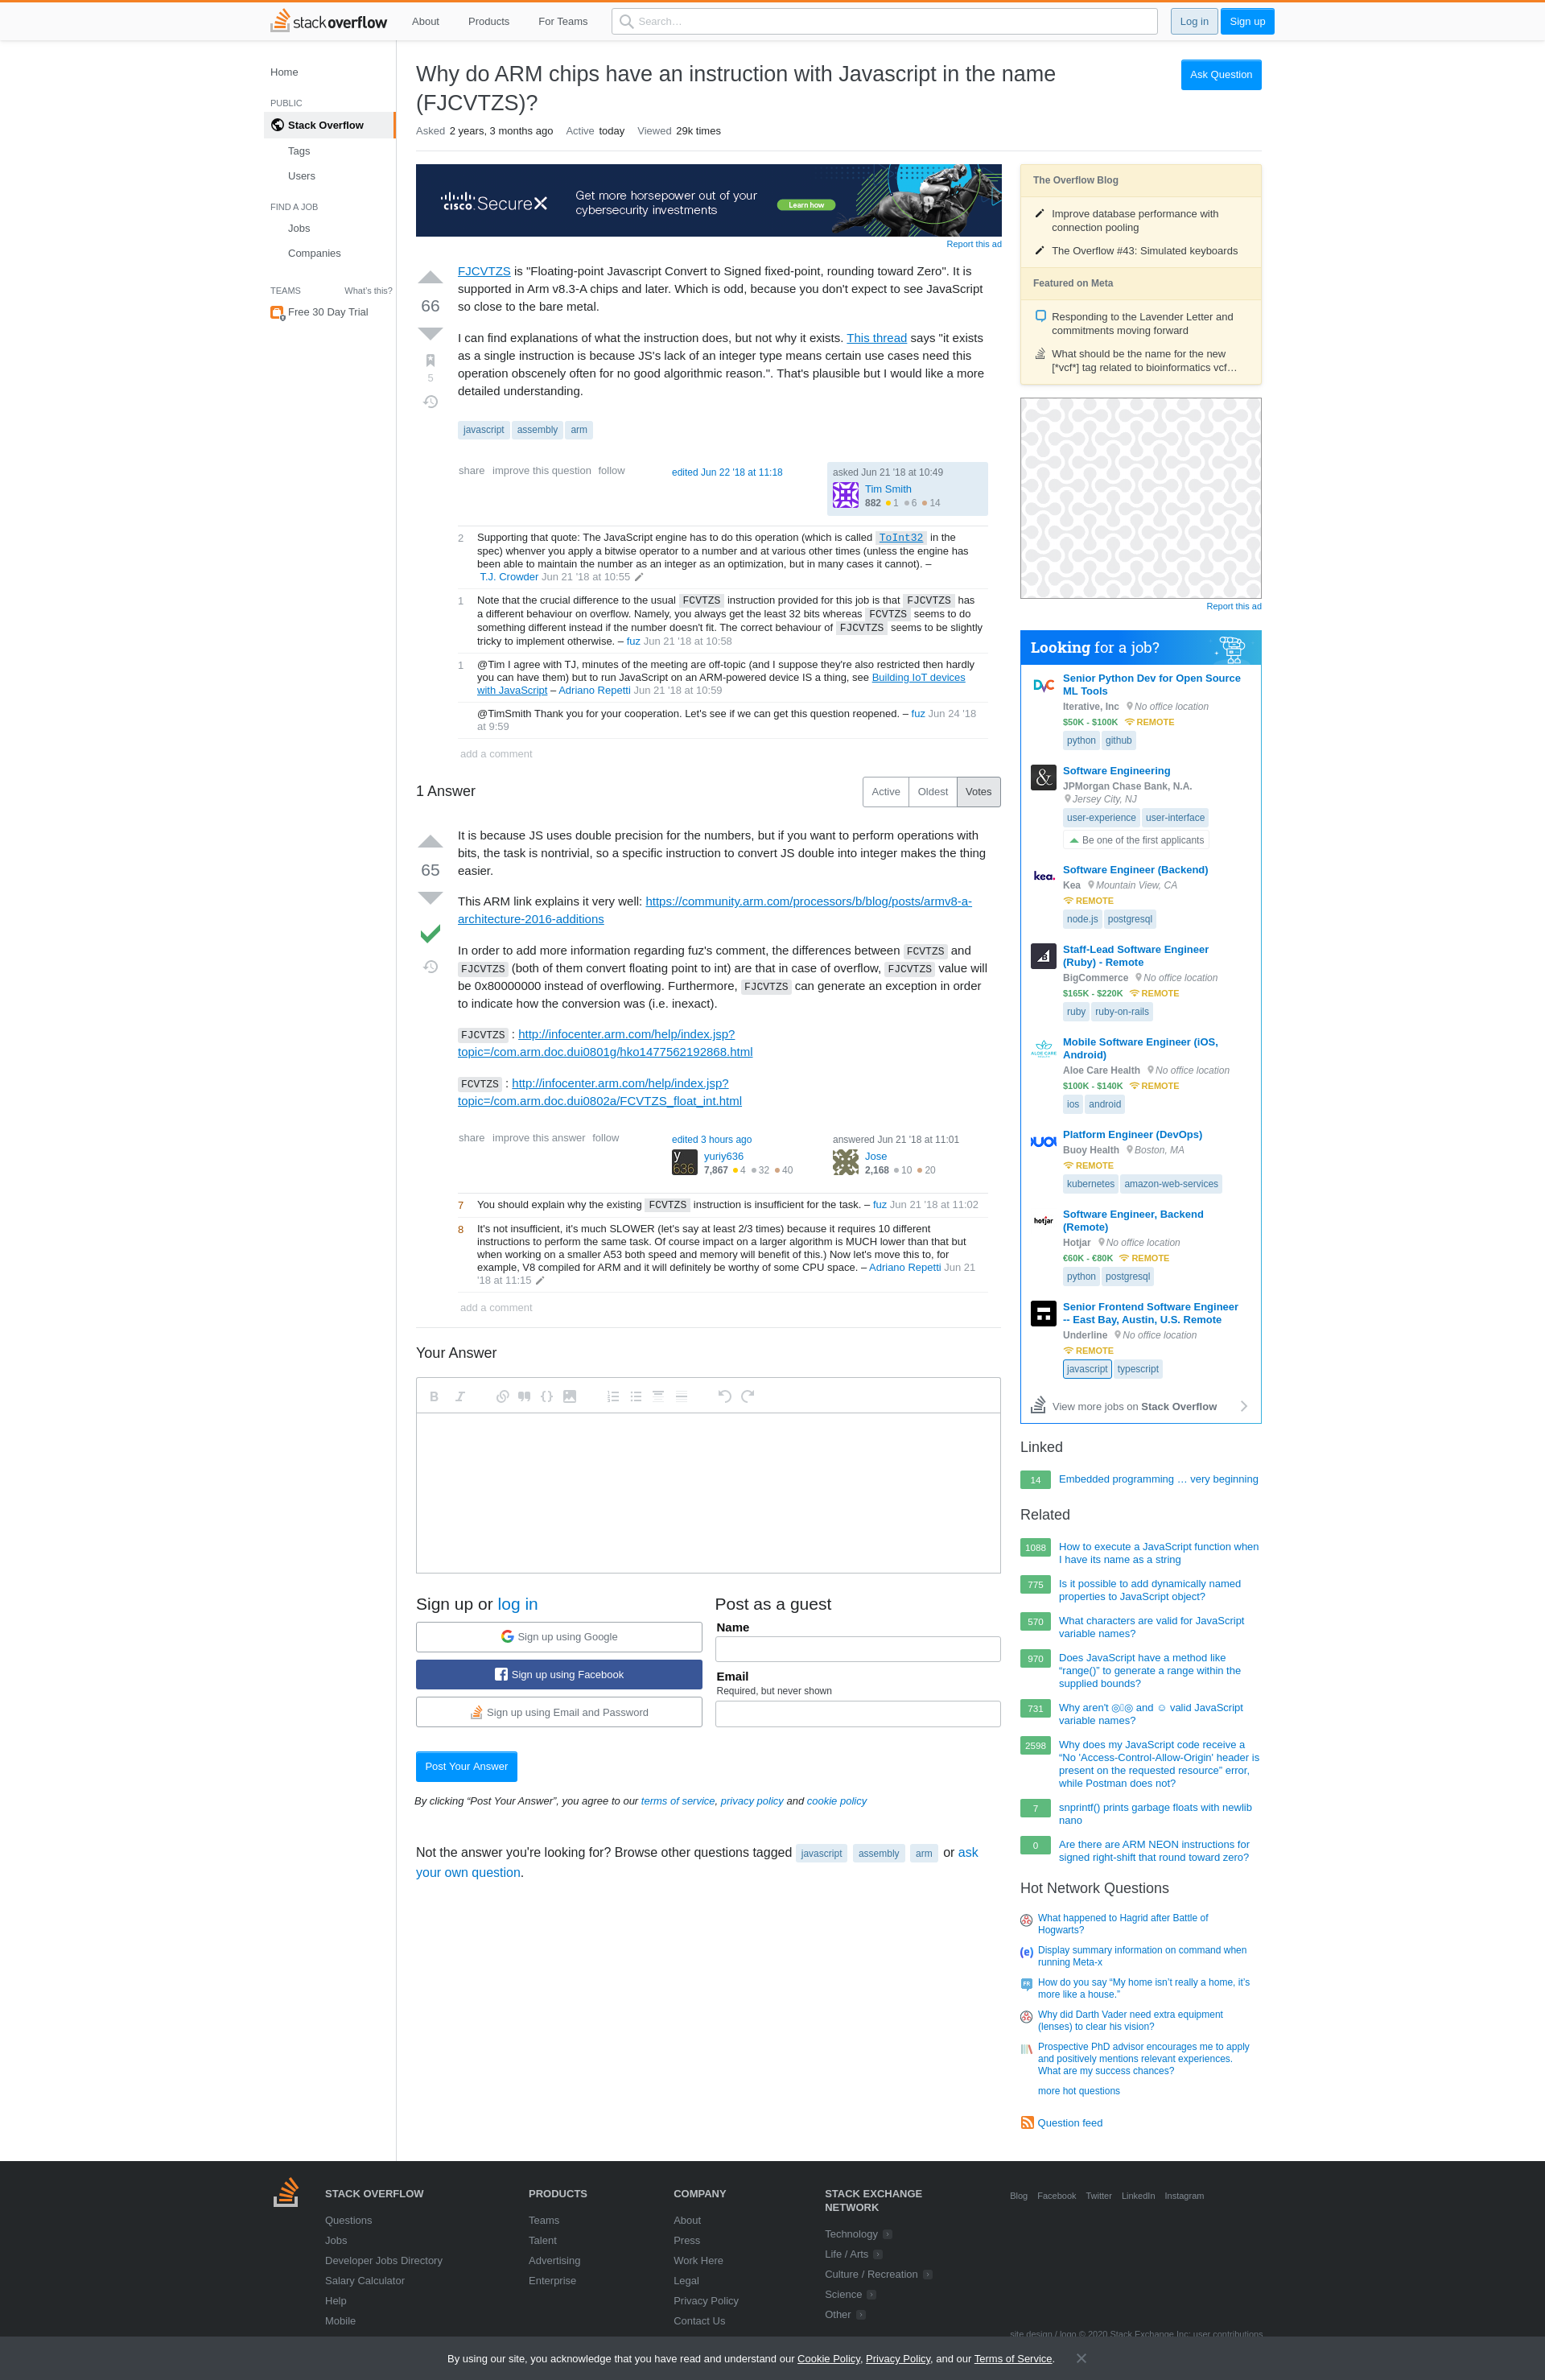 stackoverflow
About
Products
For Teams
Search…
Log in
Sign up
Home
PUBLIC
Stack Overflow
Tags
Users
FIND A JOB
Jobs
Companies
TEAMS
What's this?
Free 30 Day Trial
Why do ARM chips have an instruction with Javascript in the name
(FJCVTZS)?
Ask Question
Asked 2 years, 3 months ago Active today Viewed 29k times
cisco. SecureX
Get more horsepower out of your
cybersecurity investments
Learn how
Report this ad
66
5
FJCVTZS is "Floating-point Javascript Convert to Signed fixed-point, rounding toward Zero". It is
supported in Arm v8.3-A chips and later. Which is odd, because you don't expect to see JavaScript
so close to the bare metal.
I can find explanations of what the instruction does, but not why it exists. This thread says "it exists
as a single instruction is because JS's lack of an integer type means certain use cases need this
operation obscenely often for no good algorithmic reason.". That's plausible but I would like a more
detailed understanding.
javascript assembly arm
share improve this question follow
edited Jun 22 '18 at 11:18
asked Jun 21 '18 at 10:49
Tim Smith
882 1 6 14
2
Supporting that quote: The JavaScript engine has to do this operation (which is called ToInt32 in the
spec) whenver you apply a bitwise operator to a number and at various other times (unless the engine has
been able to maintain the number as an integer as an optimization, but in many cases it cannot). –
T.J. Crowder Jun 21 '18 at 10:55
1
Note that the crucial difference to the usual FCVTZS instruction provided for this job is that FJCVTZS has
a different behaviour on overflow. Namely, you always get the least 32 bits whereas FCVTZS seems to do
something different instead if the number doesn't fit. The correct behaviour of FJCVTZS seems to be slightly
tricky to implement otherwise. – fuz Jun 21 '18 at 10:58
1
@Tim I agree with TJ, minutes of the meeting are off-topic (and I suppose they're also restricted then hardly
you can have them) but to run JavaScript on an ARM-powered device IS a thing, see Building IoT devices
with JavaScript – Adriano Repetti Jun 21 '18 at 10:59
@TimSmith Thank you for your cooperation. Let's see if we can get this question reopened. – fuz Jun 24 '18
at 9:59
add a comment
1 Answer
Active Oldest Votes
65
It is because JS uses double precision for the numbers, but if you want to perform operations with
bits, the task is nontrivial, so a specific instruction to convert JS double into integer makes the thing
easier.
This ARM link explains it very well: https://community.arm.com/processors/b/blog/posts/armv8-a-
architecture-2016-additions
In order to add more information regarding fuz's comment, the differences between FCVTZS and
FJCVTZS (both of them convert floating point to int) are that in case of overflow, FJCVTZS value will
be 0x80000000 instead of overflowing. Furthermore, FJCVTZS can generate an exception in order
to indicate how the conversion was (i.e. inexact).
FJCVTZS : http://infocenter.arm.com/help/index.jsp?
topic=/com.arm.doc.dui0801g/hko1477562192868.html
FCVTZS : http://infocenter.arm.com/help/index.jsp?
topic=/com.arm.doc.dui0802a/FCVTZS_float_int.html
share improve this answer follow
edited 3 hours ago
y
636
yuriy636
7,867 4 32 40
answered Jun 21 '18 at 11:01
Jose
2,168 10 20
7
You should explain why the existing FCVTZS instruction is insufficient for the task. – fuz Jun 21 '18 at 11:02
8
It's not insufficient, it's much SLOWER (let's say at least 2/3 times) because it requires 10 different
instructions to perform the same task. Of course impact on a larger algorithm is MUCH lower than that but
when working on a smaller A53 both speed and memory will benefit of this.) Now let's move this to, for
example, V8 compiled for ARM and it will definitely be worthy of some CPU space. – Adriano Repetti Jun 21
'18 at 11:15
add a comment
Your Answer
Sign up or log in
Sign up using Google
Sign up using Facebook
Sign up using Email and Password
Post as a guest
Name
Email
Required, but never shown
Post Your Answer
By clicking “Post Your Answer”, you agree to our terms of service, privacy policy and cookie policy
Not the answer you're looking for? Browse other questions tagged javascript assembly arm or ask
your own question.
The Overflow Blog
Improve database performance with
connection pooling
The Overflow #43: Simulated keyboards
Featured on Meta
Responding to the Lavender Letter and
commitments moving forward
What should be the name for the new
[*vcf*] tag related to bioinformatics vcf…
Report this ad
Looking for a job?
DVC
Senior Python Dev for Open Source
ML Tools
Iterative, Inc No office location
$50K - $100K REMOTE
python github
&
Software Engineering
JPMorgan Chase Bank, N.A.
Jersey City, NJ
user-experience user-interface
Be one of the first applicants
kea.
Software Engineer (Backend)
Kea Mountain View, CA
REMOTE
node.js postgresql
Staff-Lead Software Engineer
(Ruby) - Remote
BigCommerce No office location
$165K - $220K REMOTE
ruby ruby-on-rails
ALOE CARE
Mobile Software Engineer (iOS,
Android)
Aloe Care Health No office location
$100K - $140K REMOTE
ios android
Platform Engineer (DevOps)
Buoy Health Boston, MA
REMOTE
kubernetes amazon-web-services
hotjar
Software Engineer, Backend
(Remote)
Hotjar No office location
€60K - €80K REMOTE
python postgresql
Senior Frontend Software Engineer
-- East Bay, Austin, U.S. Remote
Underline No office location
REMOTE
javascript typescript
View more jobs on Stack Overflow
Linked
14 Embedded programming … very beginning
Related
1088 How to execute a JavaScript function when
I have its name as a string
775 Is it possible to add dynamically named
properties to JavaScript object?
570 What characters are valid for JavaScript
variable names?
970 Does JavaScript have a method like
“range()” to generate a range within the
supplied bounds?
731 Why aren't ◎ ◎ and ☺ valid JavaScript
variable names?
2598 Why does my JavaScript code receive a
“No 'Access-Control-Allow-Origin' header is
present on the requested resource” error,
while Postman does not?
7 snprintf() prints garbage floats with newlib
nano
0 Are there are ARM NEON instructions for
signed right-shift that round toward zero?
Hot Network Questions
What happened to Hagrid after Battle of
Hogwarts?
Display summary information on command when
running Meta-x
How do you say “My home isn’t really a home, it’s
more like a house.”
Why did Darth Vader need extra equipment
(lenses) to clear his vision?
Prospective PhD advisor encourages me to apply
and positively mentions relevant experiences.
What are my success chances?
more hot questions
Question feed
STACK OVERFLOW
Questions
Jobs
Developer Jobs Directory
Salary Calculator
Help
Mobile
PRODUCTS
Teams
Talent
Advertising
Enterprise
COMPANY
About
Press
Work Here
Legal
Privacy Policy
Contact Us
STACK EXCHANGE
NETWORK
Technology
Life / Arts
Culture / Recreation
Science
Other
Blog Facebook Twitter LinkedIn Instagram
site design / logo © 2020 Stack Exchange Inc; user contributions
By using our site, you acknowledge that you have read and understand our Cookie Policy, Privacy Policy, and our Terms of Service.